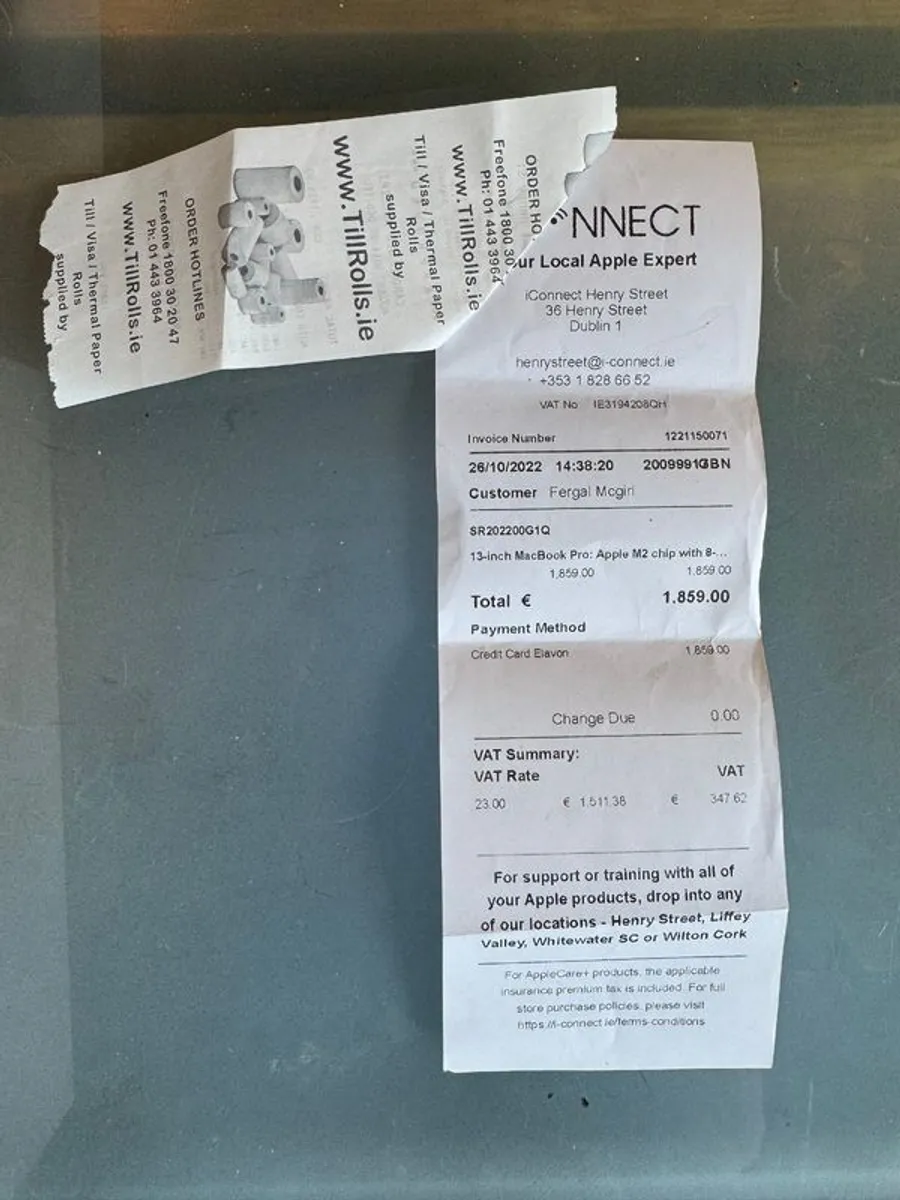 supplied by
Till / Visa / Thermal Paper
Rolls
www.TillRolls.ie
Ph: 01 443 3964
Freefone 1800 30 20 47
ORDER HOTLINES
www.TillRolls.ie
supplied by
Till / Visa / Thermal Paper
Rolls
www.TillRolls.ie
Ph: 01 443 3964
Freefone 1800 30
ORDER HO
NNECT
ur Local Apple Expert
iConnect Henry Street
36 Henry Street
Dublin 1
henrystreet@i-connect.ie
+353 1 828 66 52
VAT No IE3194208QH
Invoice Number 1221150071
26/10/2022 14:38:20 2009991GBN
Customer Fergal Mcgirl
SR202200G1Q
13-inch MacBook Pro: Apple M2 chip with 8-...
1,859.00 1,859.00
Total € 1,859.00
Payment Method
Credit Card Elavon 1,859.00
Change Due 0.00
VAT Summary:
VAT Rate VAT
23.00 € 1,511.38 € 347.62
For support or training with all of
your Apple products, drop into any
of our locations - Henry Street, Liffey
Valley, Whitewater SC or Wilton Cork
For AppleCare+ products, the applicable
insurance premium tax is included. For full
store purchase policies, please visit
https://i-connect.ie/terms-conditions